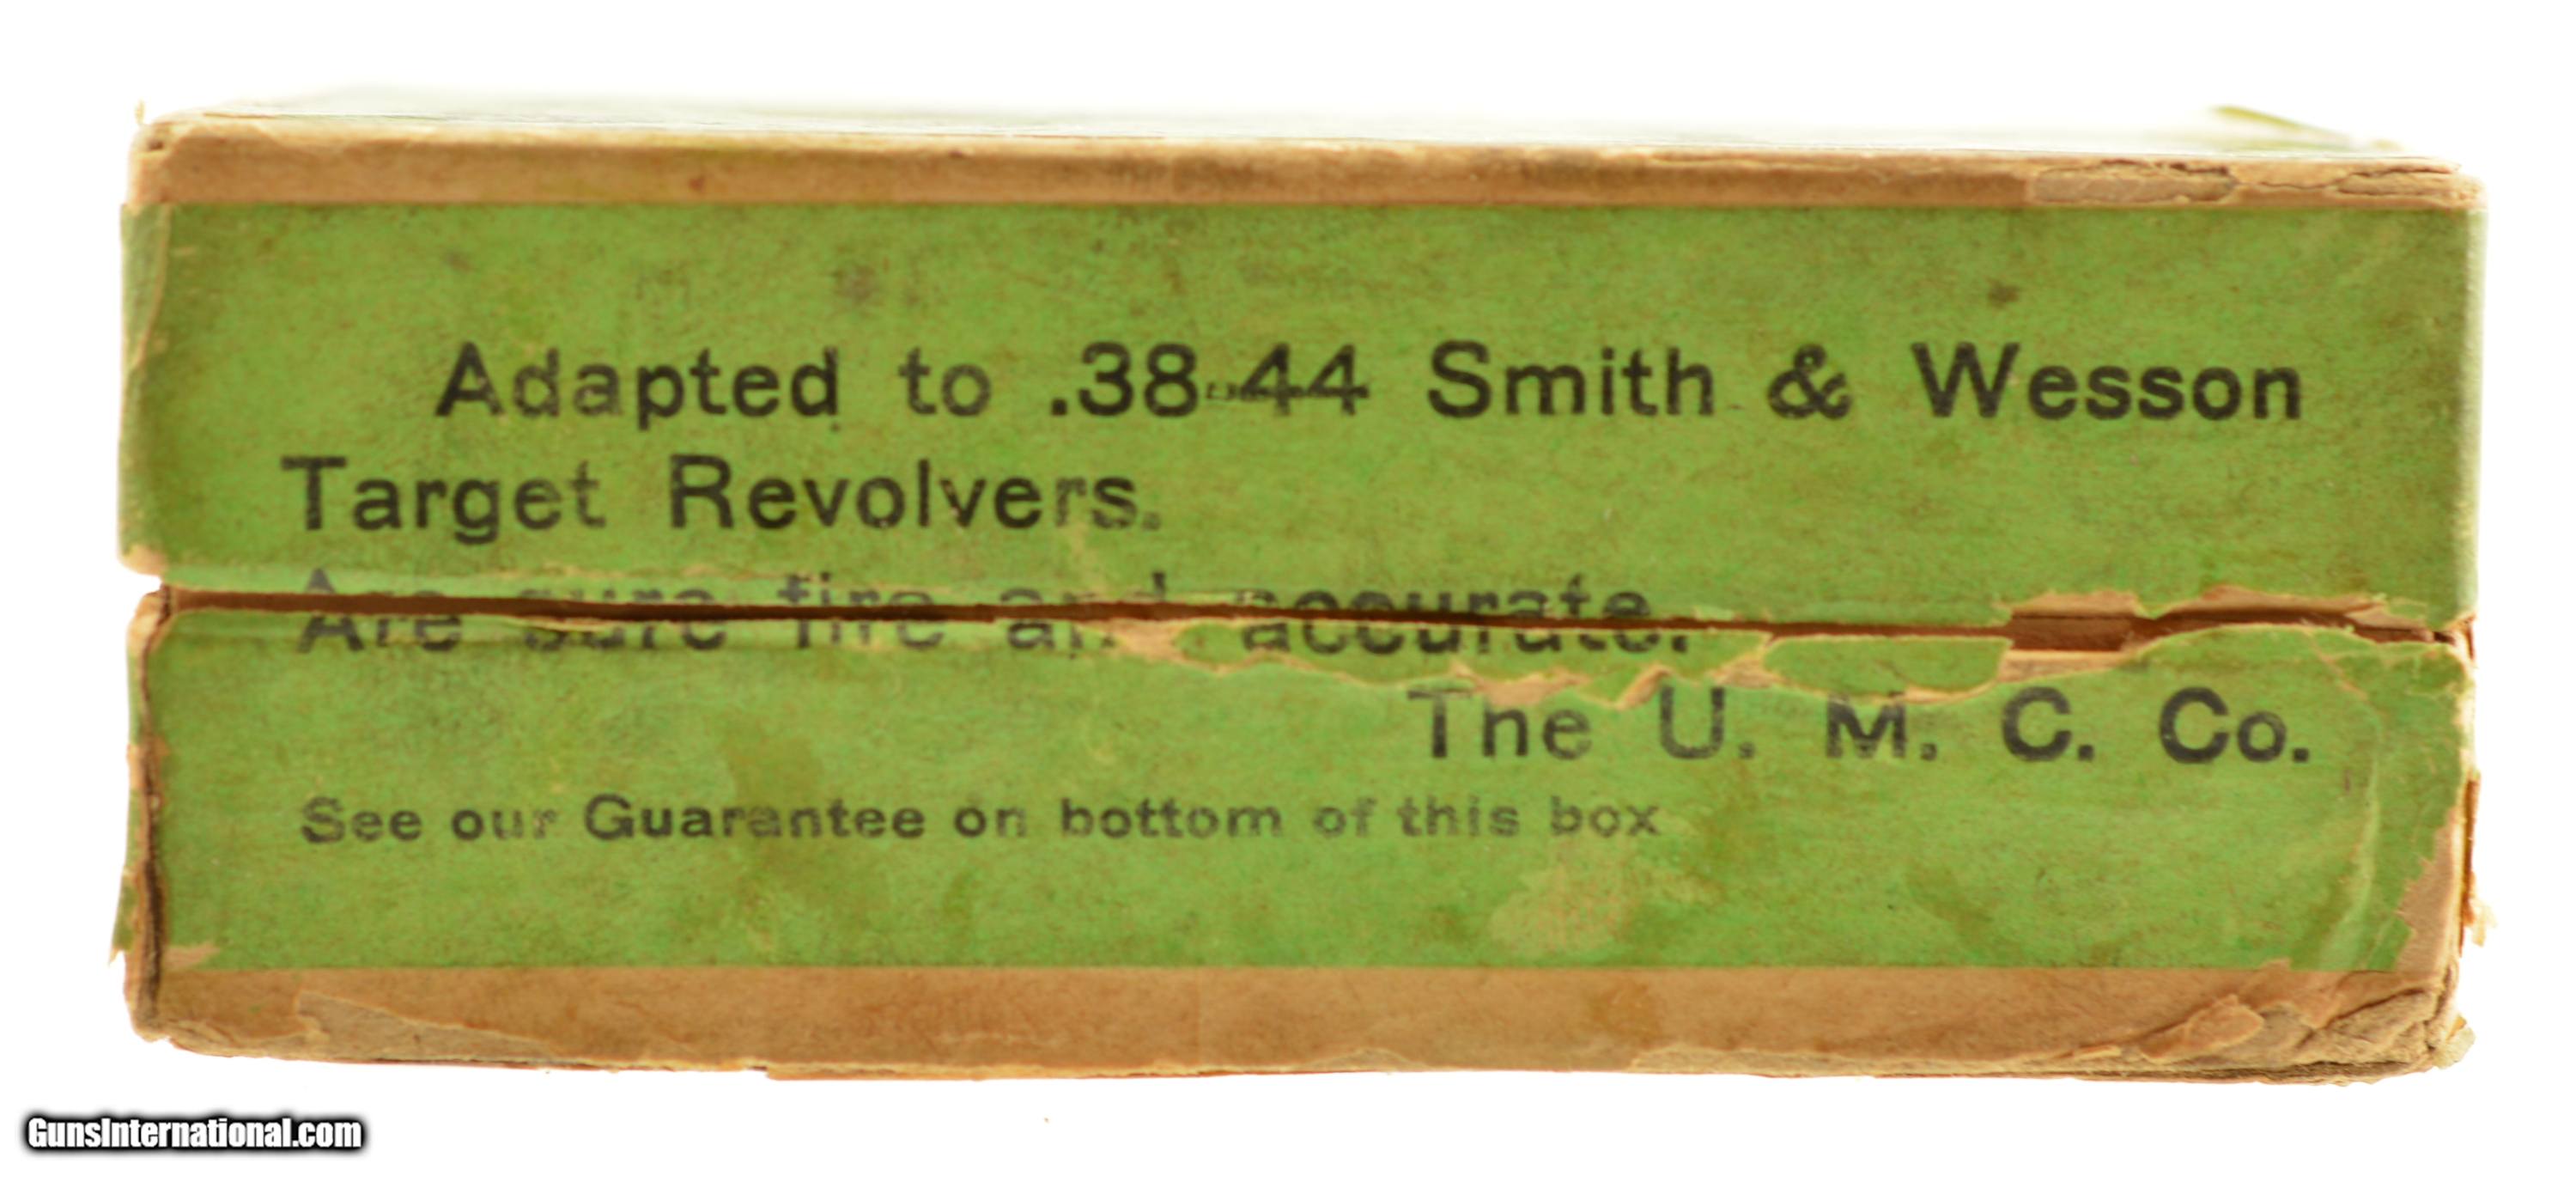 Adapted to .38-44 Smith & Wesson
Target Revolvers.
Are sure fire and accurate.
The U. M. C. Co.
See our Guarantee on bottom of this box
GunsInternational.com